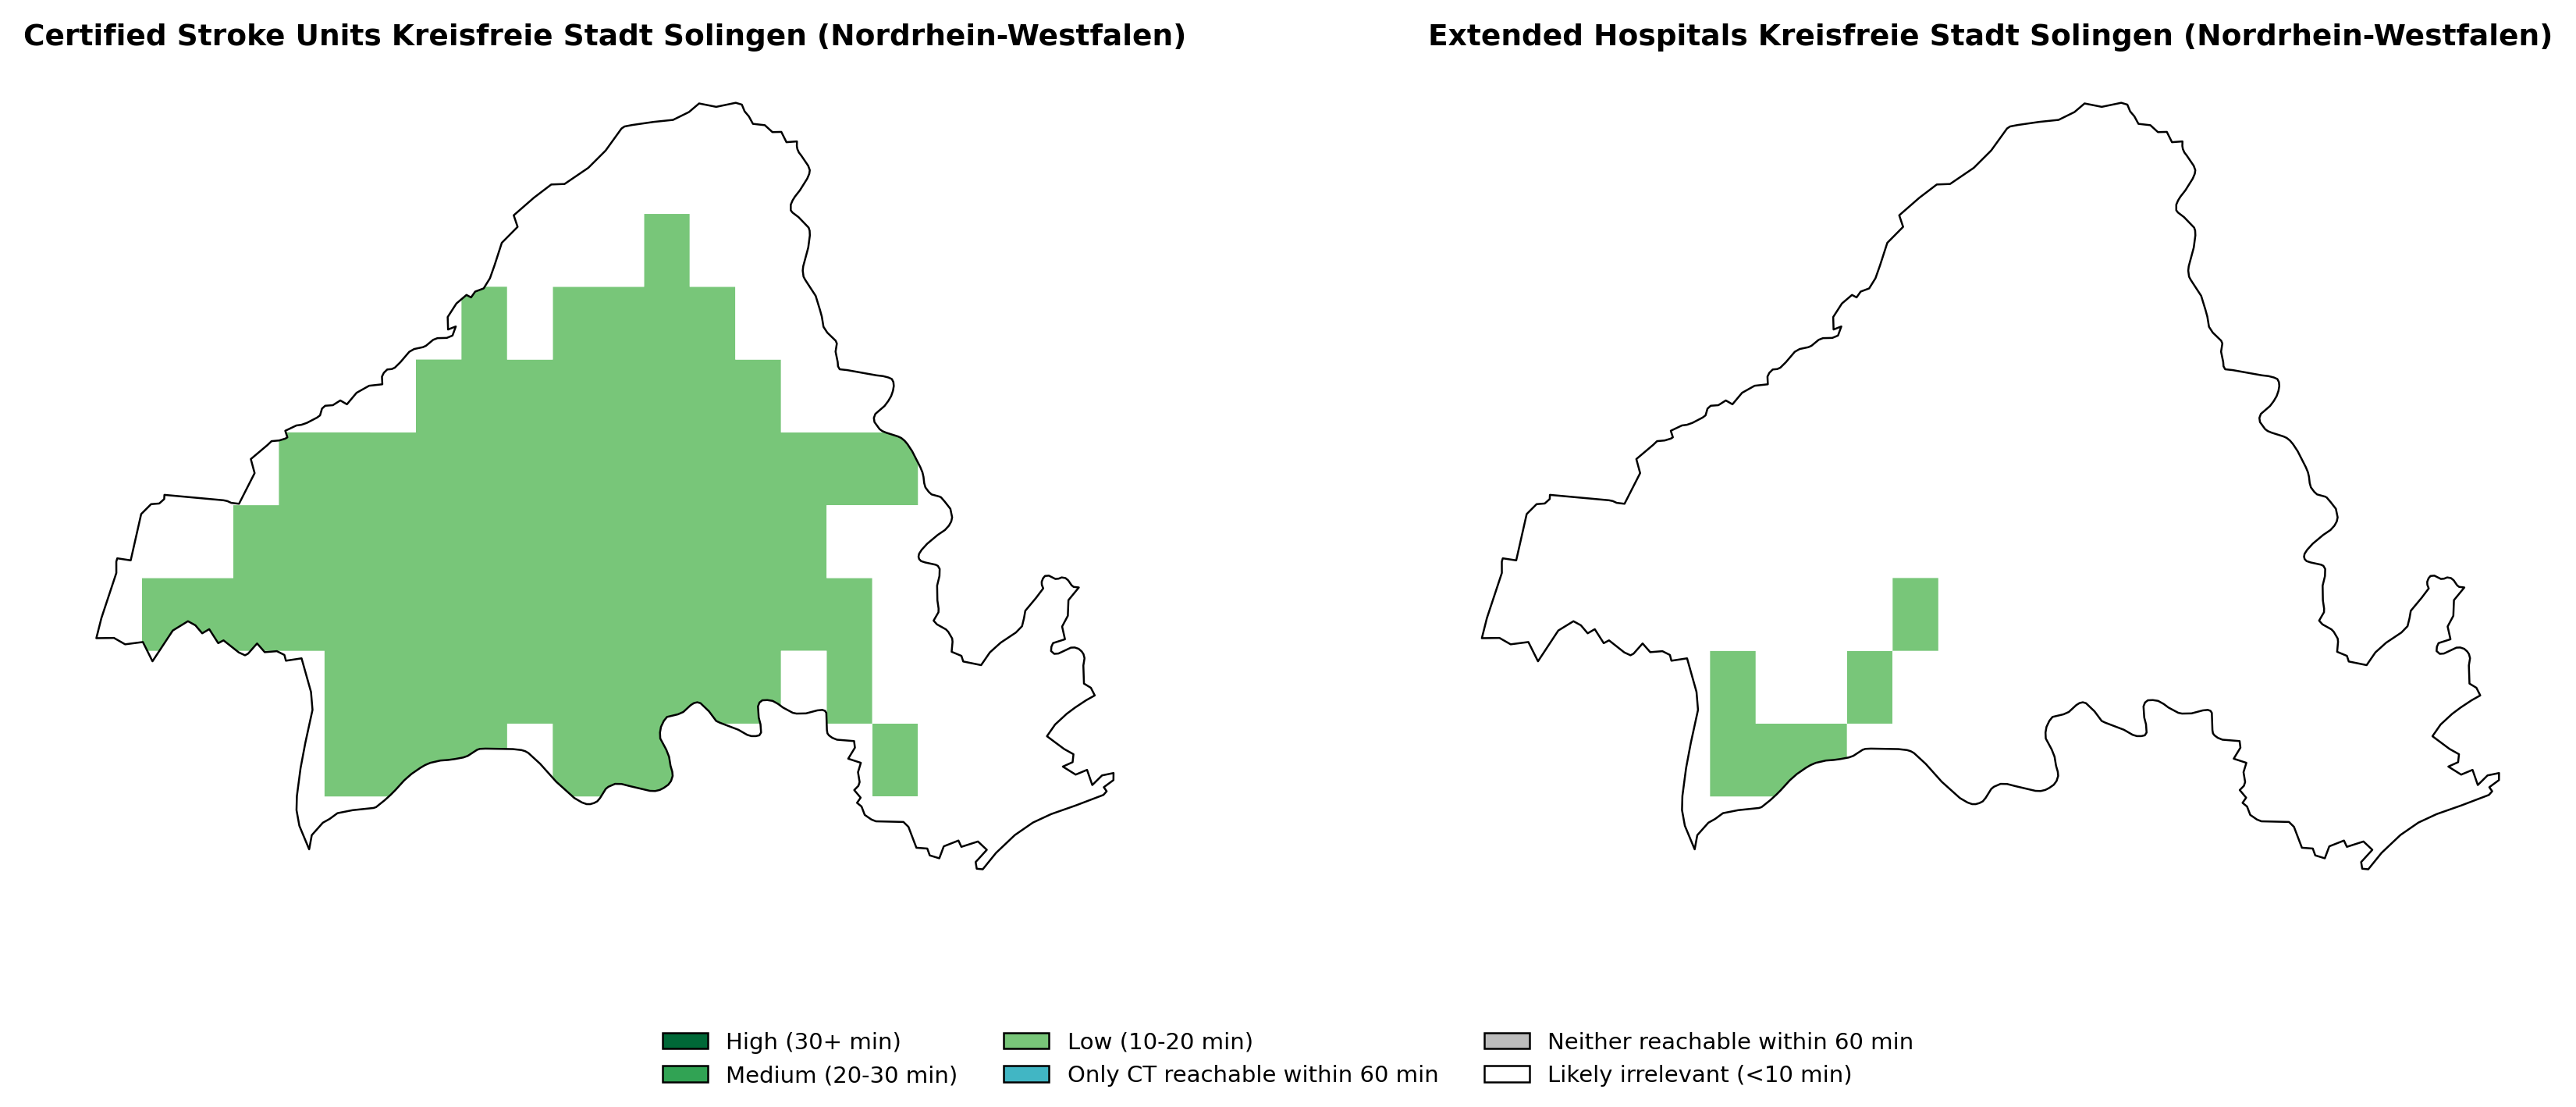 Certified Stroke Units Kreisfreie Stadt Solingen (Nordrhein-Westfalen)
Extended Hospitals Kreisfreie Stadt Solingen (Nordrhein-Westfalen)
High (30+ min)
Medium (20-30 min)
Low (10-20 min)
Only CT reachable within 60 min
Neither reachable within 60 min
Likely irrelevant (<10 min)